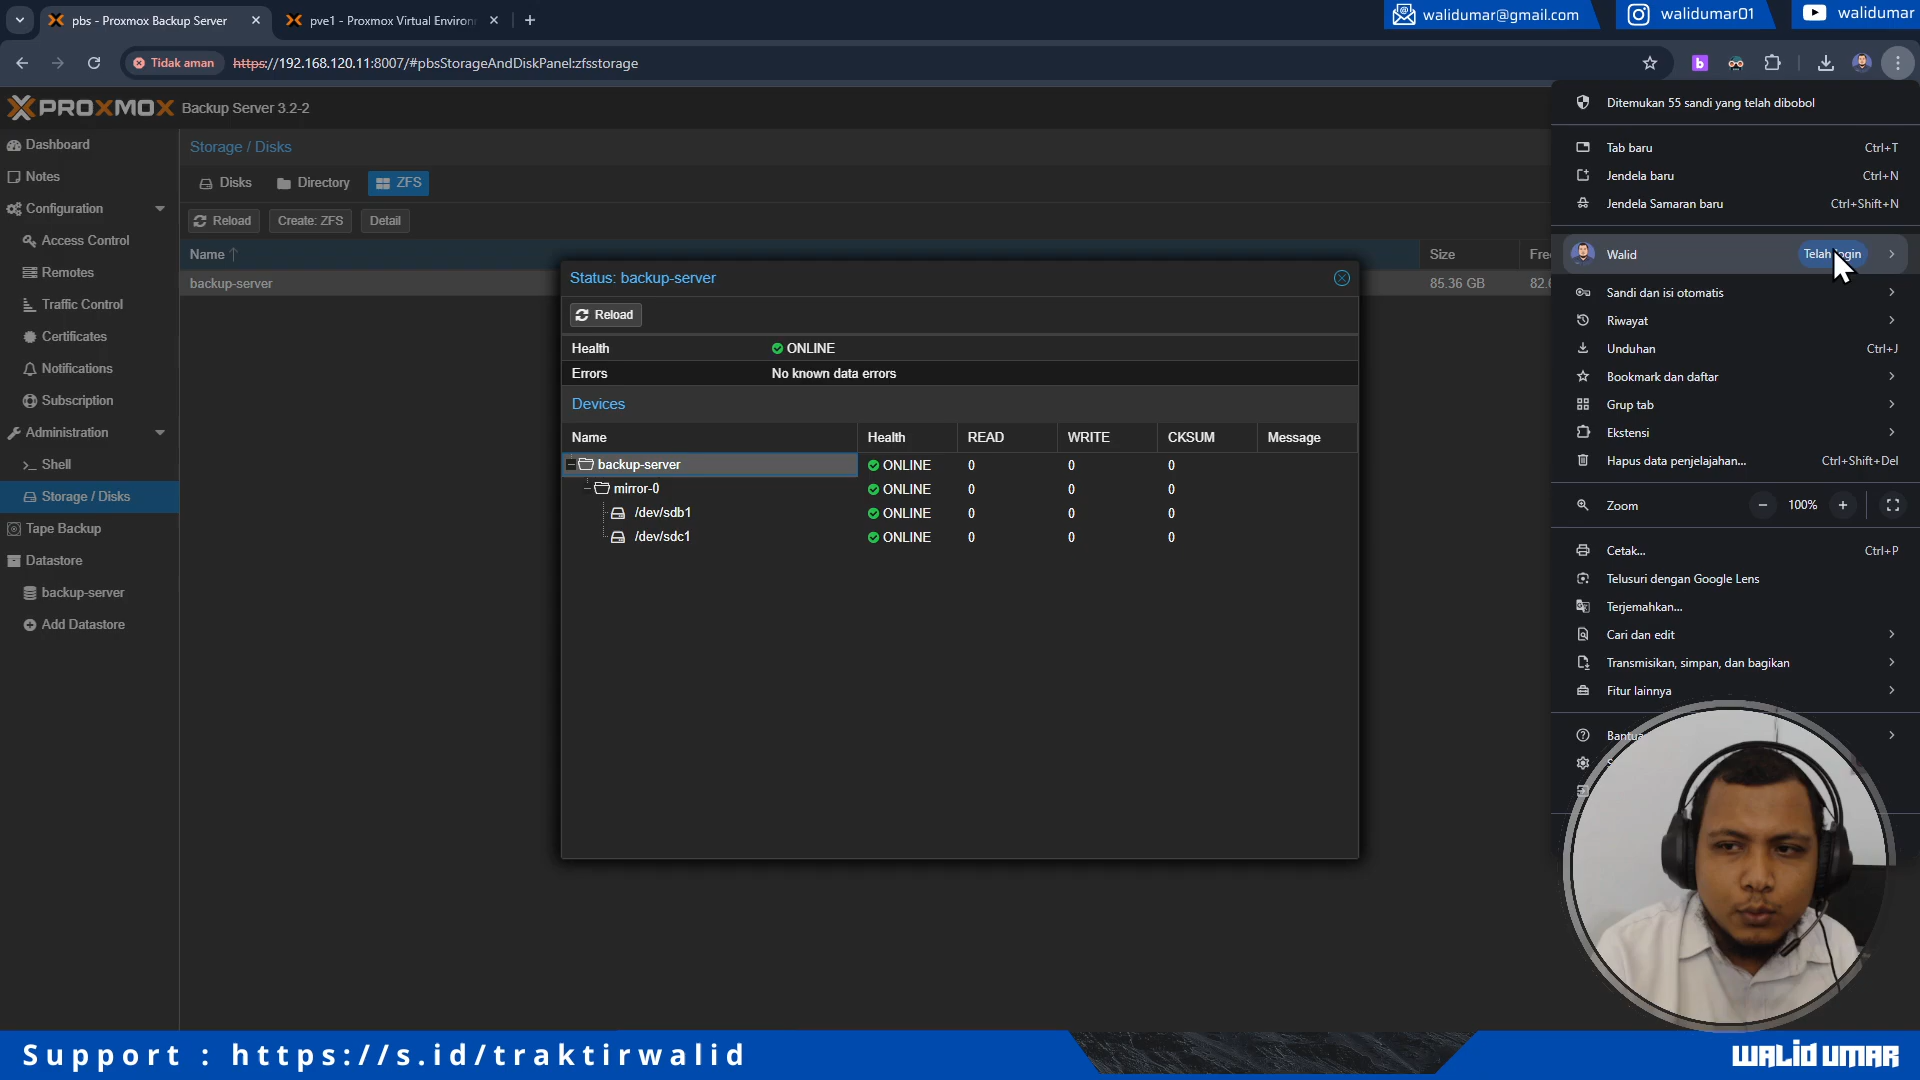 pbs - Proxmox Backup Server
pve1 - Proxmox Virtual Environ
walidumar@gmail.com
walidumar01
walidumar
Tidak aman
https://192.168.120.11:8007/#pbsStorageAndDiskPanel:zfsstorage
PROXMOX Backup Server 3.2-2
Dashboard
Notes
Configuration
Access Control
Remotes
Traffic Control
Certificates
Notifications
Subscription
Administration
Shell
Storage / Disks
Tape Backup
Datastore
backup-server
Add Datastore
Storage / Disks
Disks
Directory
ZFS
Reload
Create: ZFS
Detail
Name
Size
backup-server
85.36 GB
Status: backup-server
Reload
Health ONLINE
Errors No known data errors
Devices
Name Health READ WRITE CKSUM Message
backup-server ONLINE 0 0 0
mirror-0 ONLINE 0 0 0
/dev/sdb1 ONLINE 0 0 0
/dev/sdc1 ONLINE 0 0 0
Ditemukan 55 sandi yang telah dibobol
Tab baru Ctrl+T
Jendela baru Ctrl+N
Jendela Samaran baru Ctrl+Shift+N
Walid Telah
Sandi dan isi otomatis
Riwayat
Unduhan Ctrl+J
Bookmark dan daftar
Grup tab
Ekstensi
Hapus data penjelajahan... Ctrl+Shift+Del
Zoom 100%
Cetak... Ctrl+P
Telusuri dengan Google Lens
Terjemahkan...
Cari dan edit
Transmisikan, simpan, dan bagikan
Fitur lainnya
Support : https://s.id/traktirwalid
WALID UMAR